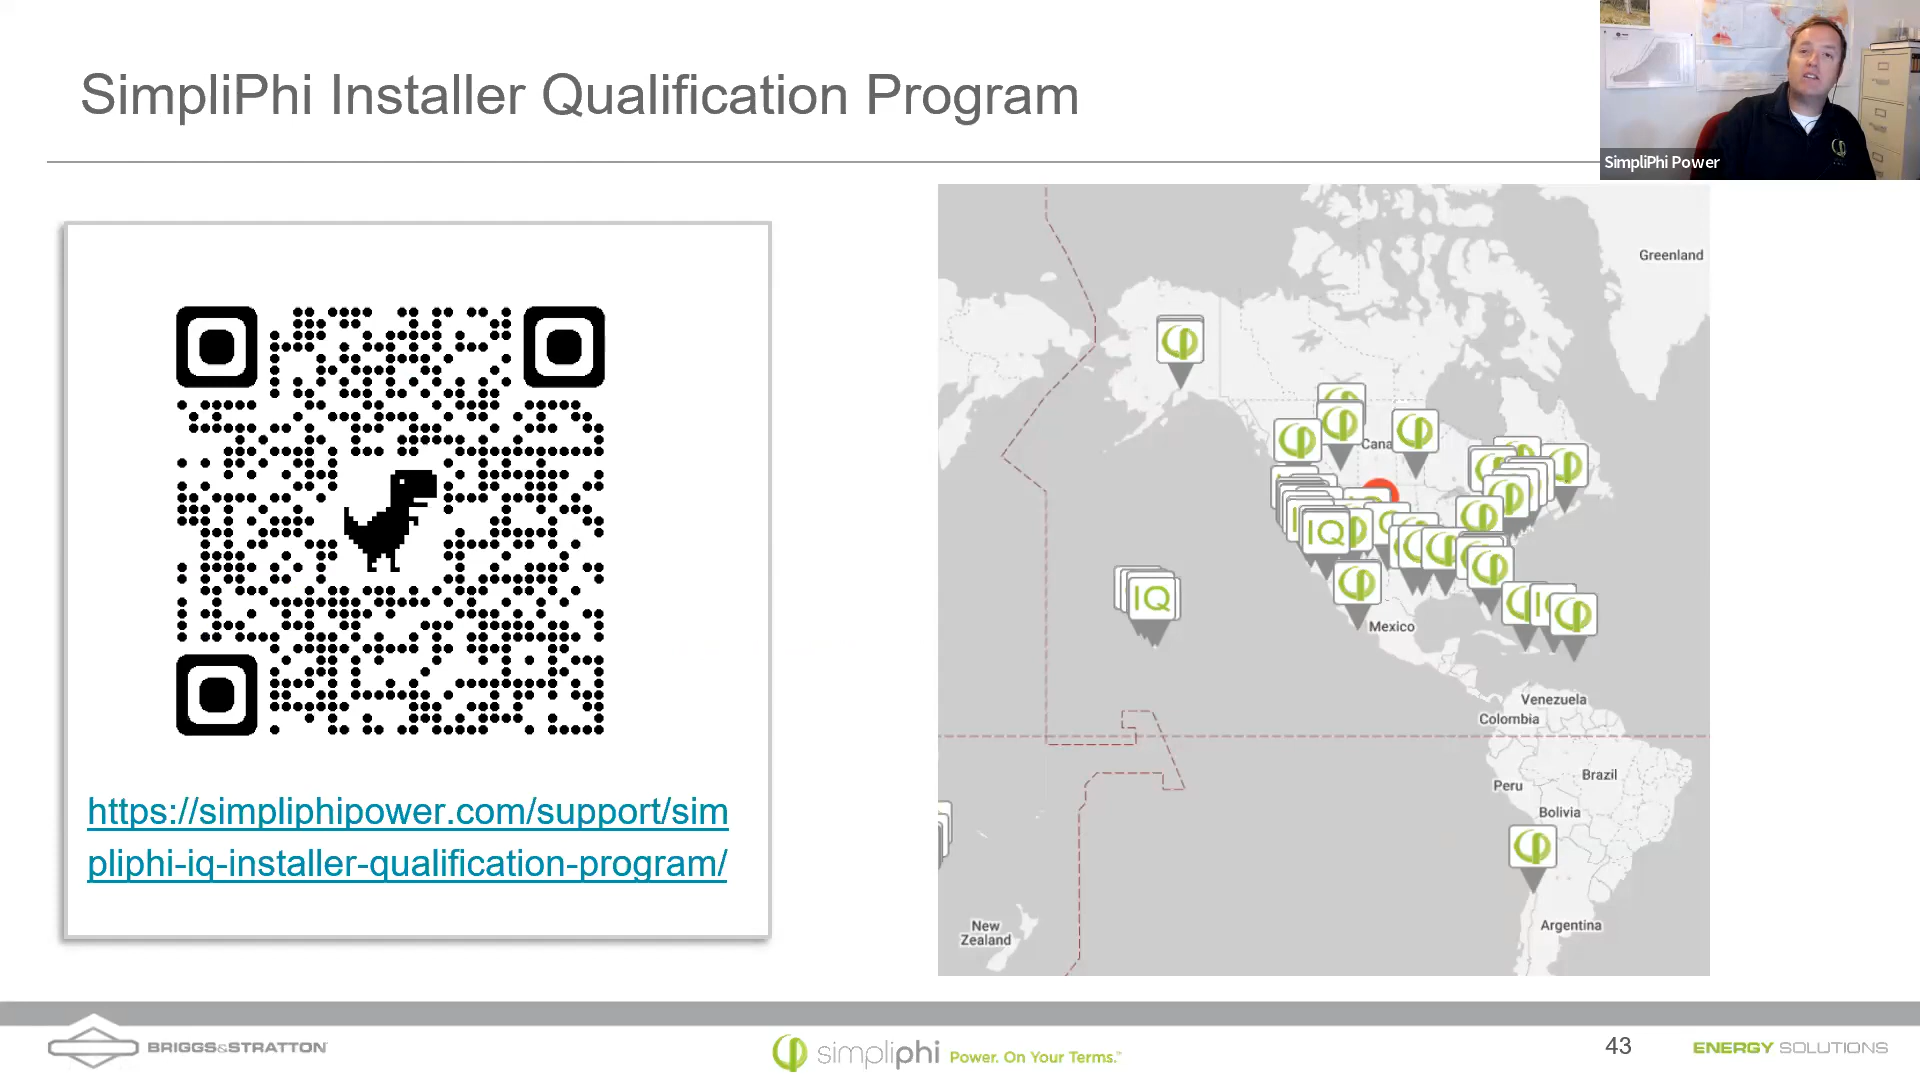 SimpliPhi Installer Qualification Program
SimpliPhi Power
https://simpliphipower.com/support/sim
pliphi-iq-installer-qualification-program/
Greenland
Cana
IQ
IQ
Mexico
Venezuela
Colombia
Brazil
Peru
Bolivia
New
Zealand
Argentina
BRIGGS&STRATTON
simpliphi Power. On Your Terms.™
43
ENERGY SOLUTIONS